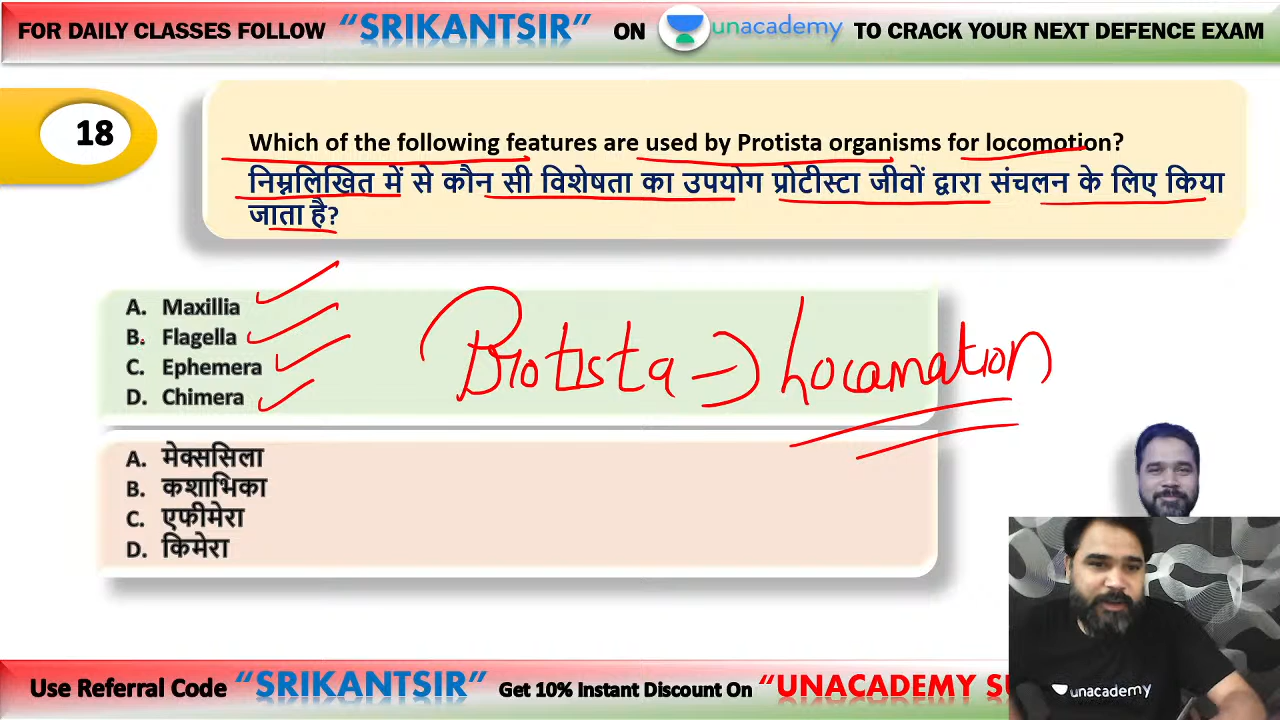 FOR DAILY CLASSES FOLLOW "SRIKANTSIR" ON unacademy TO CRACK YOUR NEXT DEFENCE EXAM
18
Which of the following features are used by Protista organisms for locomotion?
निम्नलिखित में से कौन सी विशेषता का उपयोग प्रोटीस्टा जीवों द्वारा संचलन के लिए किया
जाता है?
A. Maxillia
B. Flagella
C. Ephemera
D. Chimera
Protista → Locamation
A. मेक्ससिला
B. कशाभिका
C. एफीमेरा
D. किमेरा
unacademy
Use Referral Code "SRIKANTSIR" Get 10% Instant Discount On "UNACADEMY